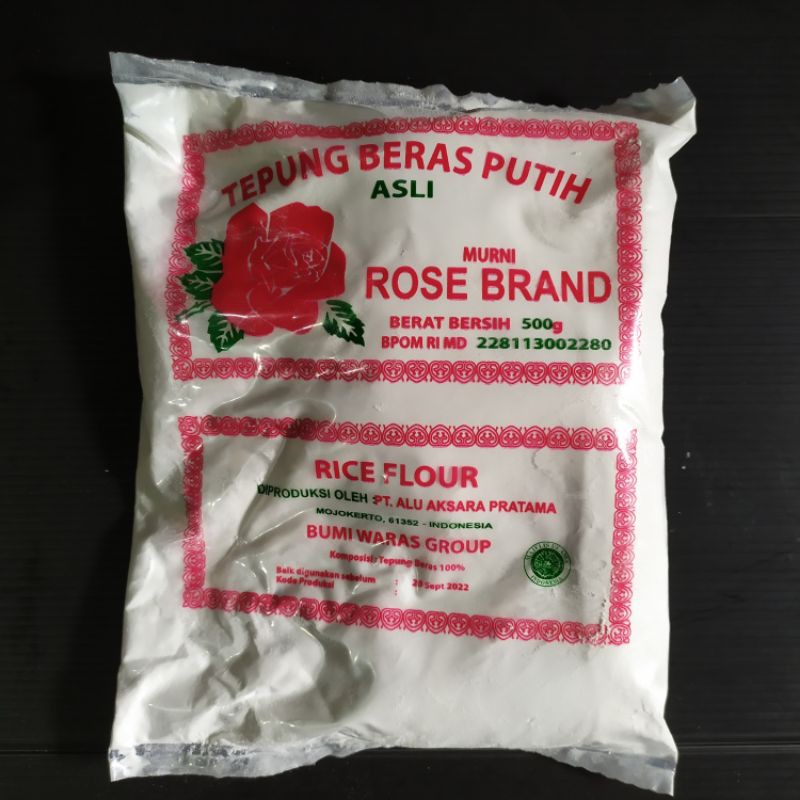 TEPUNG BERAS PUTIH
ASLI
MURNI
ROSE BRAND
BERAT BERSIH 500g
BPOM RI MD 228113002280
RICE FLOUR
DIPRODUKSI OLEH : PT. ALU AKSARA PRATAMA
MOJOKERTO, 61352 - INDONESIA
BUMI WARAS GROUP
Komposisi : Tepung Beras 100%
Baik digunakan sebelum : 20 Sept 2022
Kode Produksi :